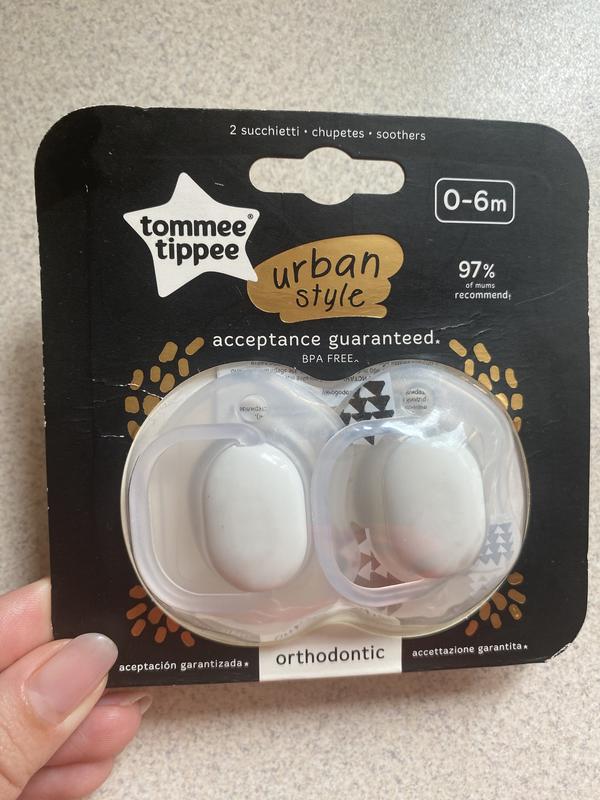 2 succhietti • chupetes • soothers
tommee®
tippee
0-6m
urban
style
97%
of mums
recommend†
acceptance guaranteed*
BPA FREE^
orthodontic
aceptación garantizada*
accettazione garantita*